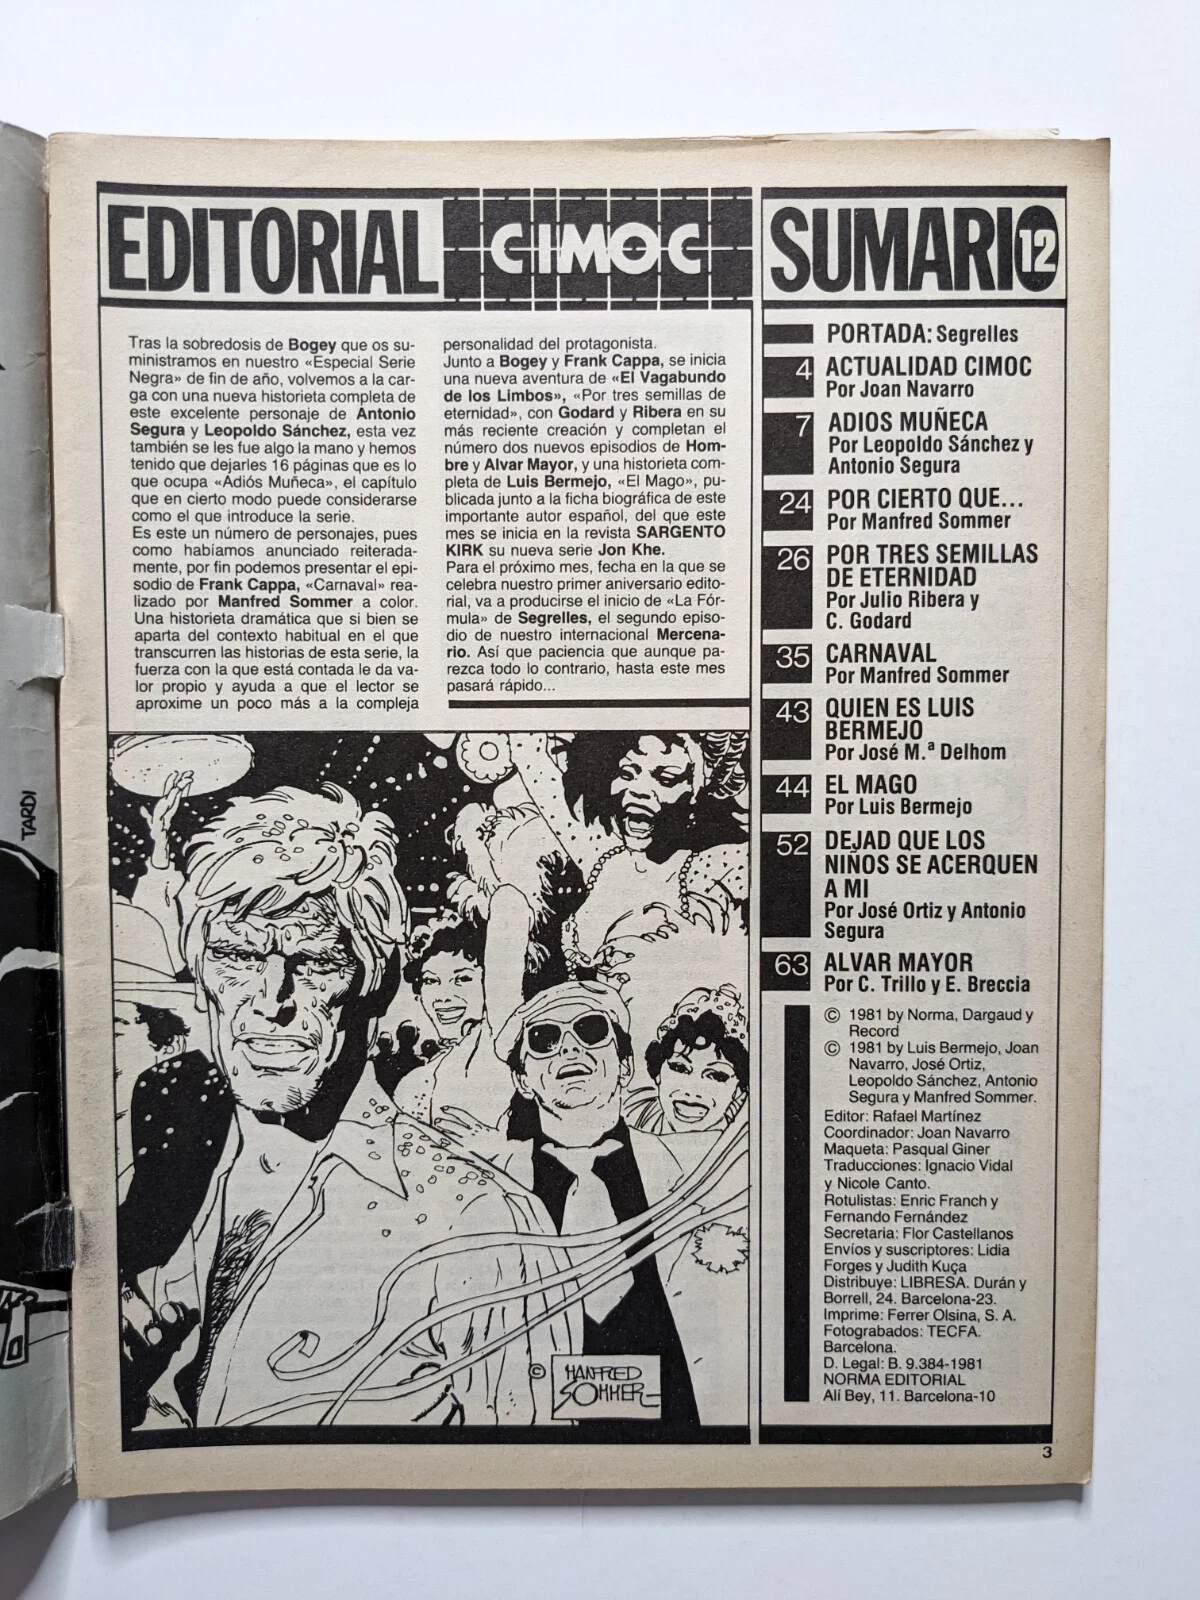 EDITORIAL
CIMOC
Tras la sobredosis de Bogey que os su-
ministramos en nuestro «Especial Serie
Negra» de fin de año, volvemos a la car-
ga con una nueva historieta completa de
este excelente personaje de Antonio
Segura y Leopoldo Sánchez, esta vez
también se les fue algo la mano y hemos
tenido que dejarles 16 páginas que es lo
que ocupa «Adiós Muñeca», el capítulo
que en cierto modo puede considerarse
como el que introduce la serie.
Es este un número de personajes, pues
como habíamos anunciado reiterada-
mente, por fin podemos presentar el epi-
sodio de Frank Cappa, «Carnaval» rea-
lizado por Manfred Sommer a color.
Una historieta dramática que si bien se
aparta del contexto habitual en el que
transcurren las historias de esta serie, la
fuerza con la que está contada le da va-
lor propio y ayuda a que el lector se
aproxime un poco más a la compleja
personalidad del protagonista.
Junto a Bogey y Frank Cappa, se inicia
una nueva aventura de «El Vagabundo
de los Limbos», «Por tres semillas de
eternidad», con Godard y Ribera en su
más reciente creación y completan el
número dos nuevos episodios de Hom-
bre y Alvar Mayor, y una historieta com-
pleta de Luis Bermejo, «El Mago», pu-
blicada junto a la ficha biográfica de este
importante autor español, del que este
mes se inicia en la revista SARGENTO
KIRK su nueva serie Jon Khe.
Para el próximo mes, fecha en la que se
celebra nuestro primer aniversario edito-
rial, va a producirse el inicio de «La Fór-
mula» de Segrelles, el segundo episo-
dio de nuestro internacional Mercena-
rio. Así que paciencia que aunque pa-
rezca todo lo contrario, hasta este mes
pasará rápido...
TARDI
© MANFRED
SOMMER
SUMARIO 12
PORTADA: Segrelles
4 ACTUALIDAD CIMOC
Por Joan Navarro
7 ADIOS MUÑECA
Por Leopoldo Sánchez y
Antonio Segura
24 POR CIERTO QUE...
Por Manfred Sommer
26 POR TRES SEMILLAS
DE ETERNIDAD
Por Julio Ribera y
C. Godard
35 CARNAVAL
Por Manfred Sommer
43 QUIEN ES LUIS
BERMEJO
Por José M.ª Delhom
44 EL MAGO
Por Luis Bermejo
52 DEJAD QUE LOS
NIÑOS SE ACERQUEN
A MI
Por José Ortiz y Antonio
Segura
63 ALVAR MAYOR
Por C. Trillo y E. Breccia
© 1981 by Norma, Dargaud y
Record
© 1981 by Luis Bermejo, Joan
Navarro, José Ortiz,
Leopoldo Sánchez, Antonio
Segura y Manfred Sommer.
Editor: Rafael Martínez
Coordinador: Joan Navarro
Maqueta: Pasqual Giner
Traducciones: Ignacio Vidal
y Nicole Canto.
Rotulistas: Enric Franch y
Fernando Fernández
Secretaria: Flor Castellanos
Envíos y suscriptores: Lidia
Forges y Judith Kuça
Distribuye: LIBRESA. Durán y
Borrell, 24. Barcelona-23.
Imprime: Ferrer Olsina, S. A.
Fotograbados: TECFA.
Barcelona.
D. Legal: B. 9.384-1981
NORMA EDITORIAL
Alí Bey, 11. Barcelona-10
3